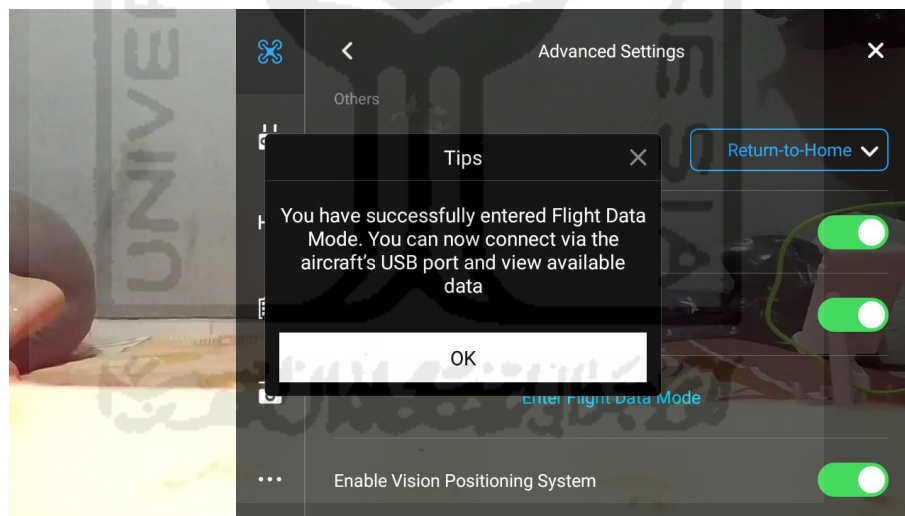 Advanced Settings
Others
Return-to-Home
Tips
You have successfully entered Flight Data
Mode. You can now connect via the
aircraft's USB port and view available
data
OK
Enter Flight Data Mode
Enable Vision Positioning System